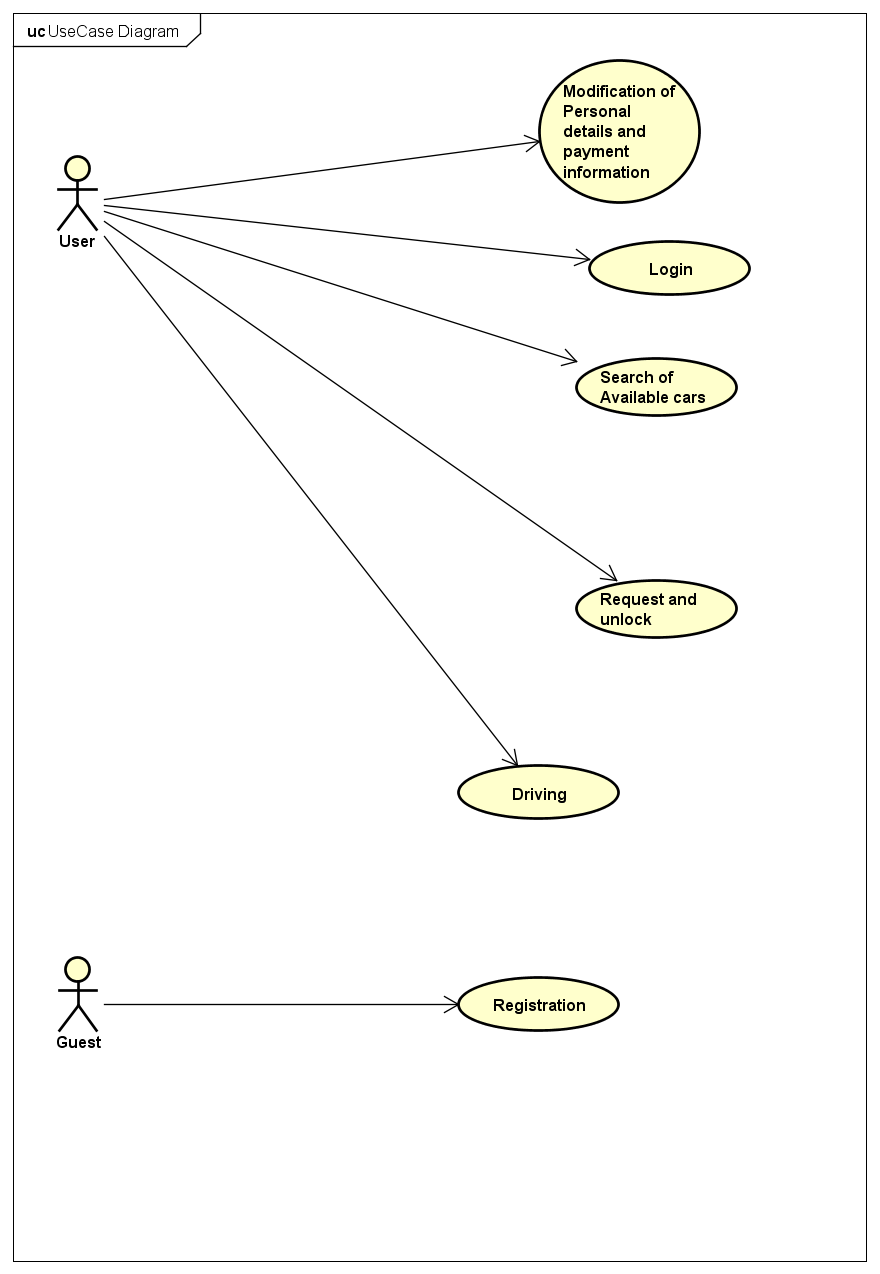 uc UseCase Diagram
Modification of
Personal
details and
payment
information
User
Login
Search of
Available cars
Request and
unlock
Driving
Registration
Guest